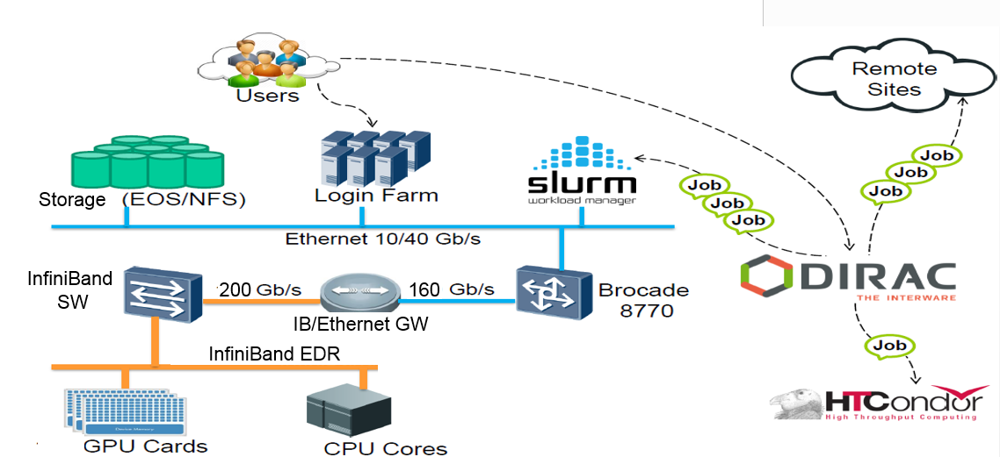 Users
Remote
Sites
Job
Job
Job
Job
Job
Job
slurm
workload manager
Storage (EOS/NFS)
Login Farm
Ethernet 10/40 Gb/s
InfiniBand
SW
200 Gb/s
160 Gb/s
Brocade
8770
IB/Ethernet GW
DIRAC
THE INTERWARE
Job
InfiniBand EDR
HTCondor
High Throughput Computing
Device Memory
GPU Cards
CPU Cores